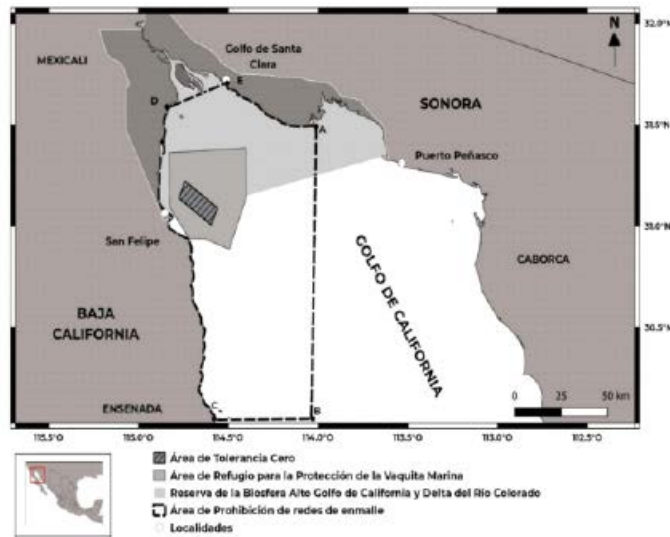 32.0°N
N
Golfo de Santa
Clara
MEXICALI
E
D
SONORA
A
31.5°N
Puerto Peñasco
31.0°N
San Felipe
GOLFO DE CALIFORNIA
CABORCA
BAJA
CALIFORNIA
30.5°N
ENSENADA
C
B
0 25 50 km
115.5°O 115.0°O 114.5°O 114.0°O 113.5°O 113.0°O 112.5°O
Área de Tolerancia Cero
Área de Refugio para la Protección de la Vaquita Marina
Reserva de la Biosfera Alto Golfo de California y Delta del Río Colorado
Área de Prohibición de redes de enmalle
Localidades